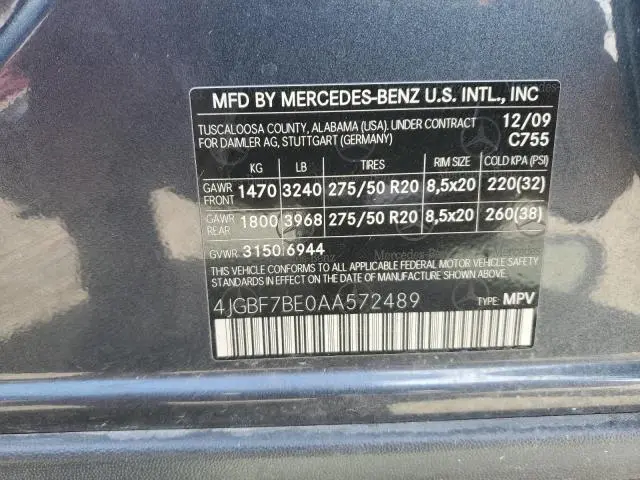 MFD BY MERCEDES-BENZ U.S. INTL., INC
TUSCALOOSA COUNTY, ALABAMA (USA). UNDER CONTRACT 12/09
FOR DAIMLER AG, STUTTGART (GERMANY) C755
KG LB TIRES RIM SIZE COLD KPA (PSI)
GAWR FRONT 1470 3240 275/50 R20 8,5x20 220(32)
GAWR REAR 1800 3968 275/50 R20 8,5x20 260(38)
GVWR 3150 6944
THIS VEHICLE CONFORMS TO ALL APPLICABLE FEDERAL MOTOR VEHICLE SAFETY
STANDARDS IN EFFECT ON THE DATE OF MANUFACTURE SHOWN ABOVE.
4JGBF7BE0AA572489 TYPE: MPV